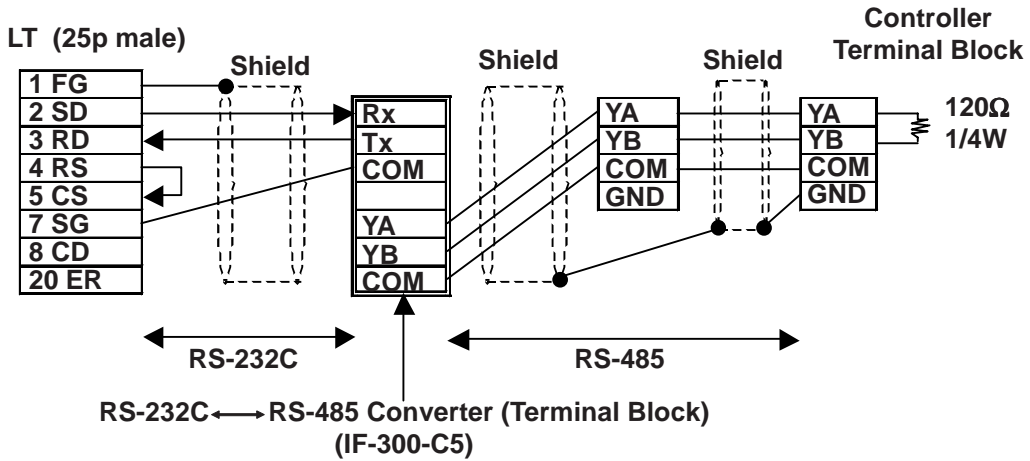 LT (25p male)
1 FG
2 SD
3 RD
4 RS
5 CS
7 SG
8 CD
20 ER
Shield
Rx
Tx
COM
YA
YB
COM
Shield
YA
YB
COM
GND
Shield
Controller
Terminal Block
YA
YB
COM
GND
120Ω
1/4W
RS-232C
RS-485
RS-232C RS-485 Converter (Terminal Block)
(IF-300-C5)